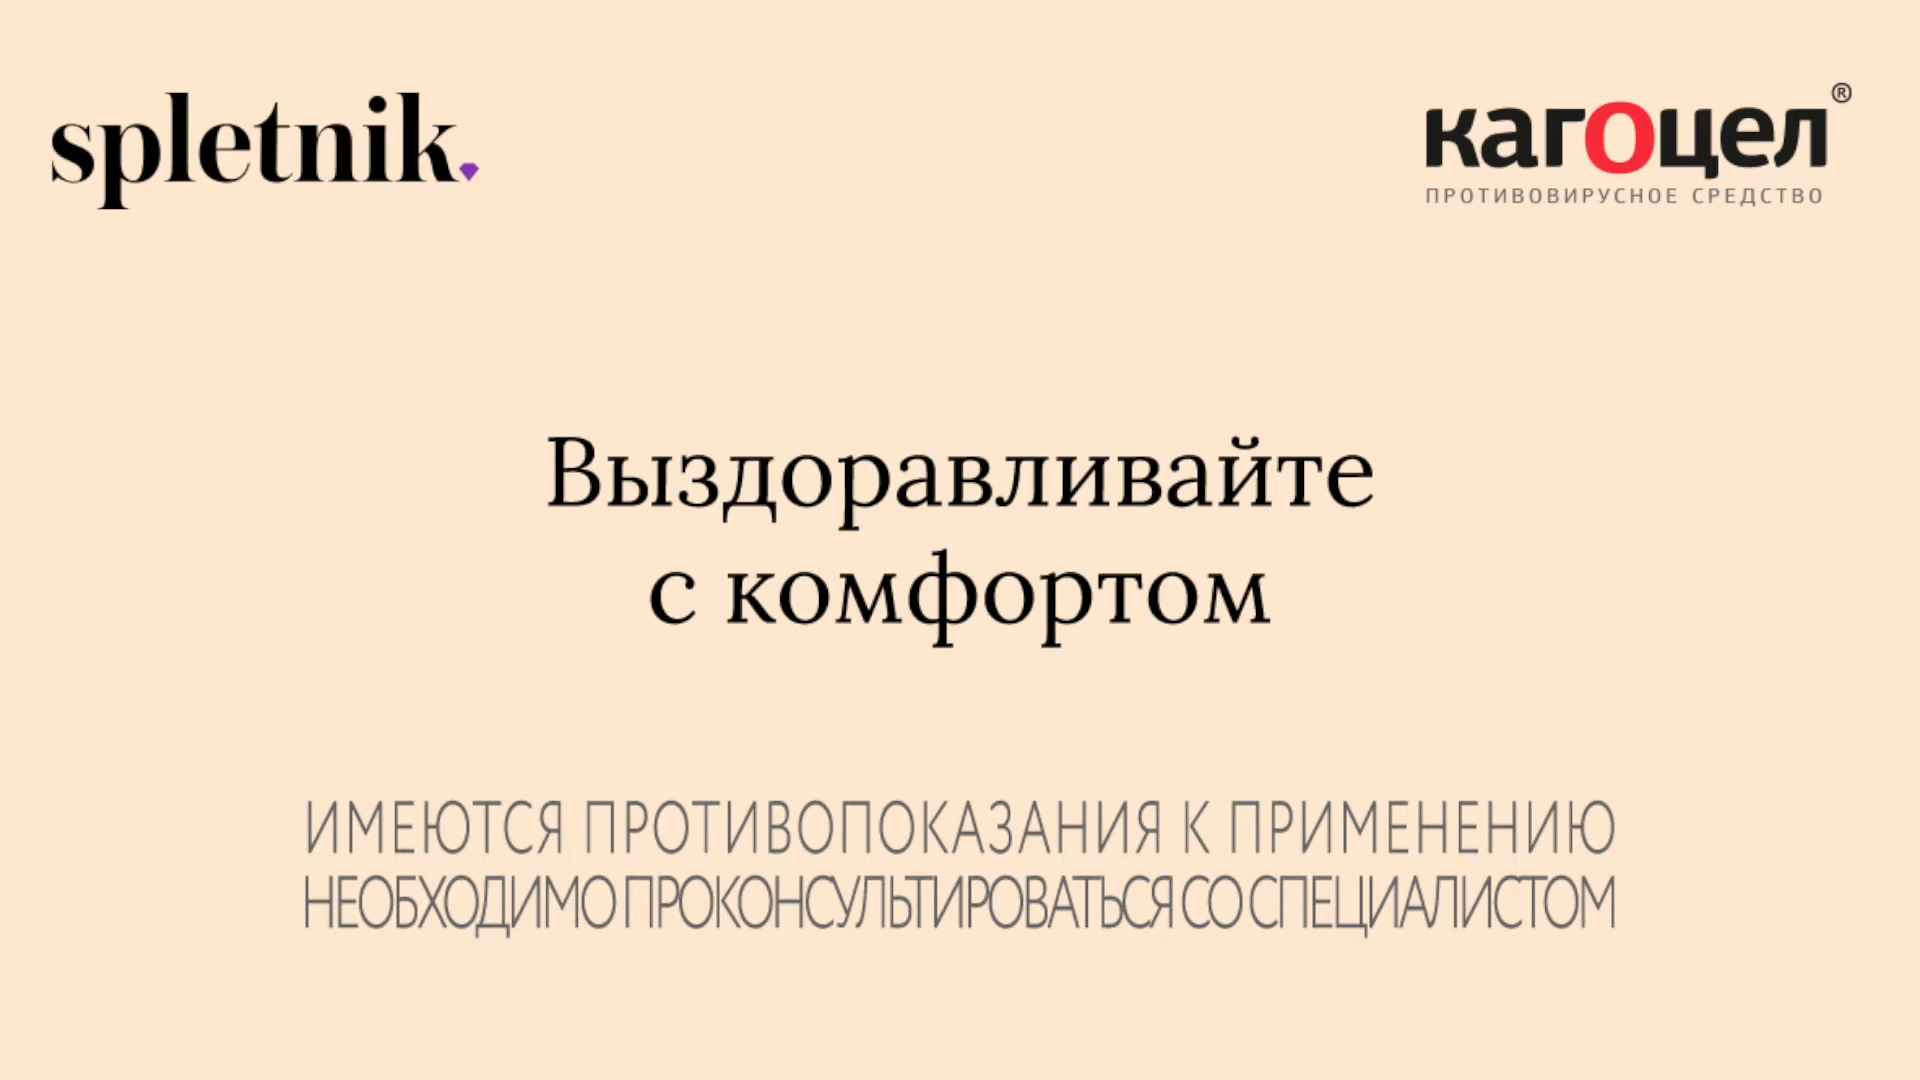 spletnik.
кагоцел®
ПРОТИВОВИРУСНОЕ СРЕДСТВО
Выздоравливайте
с комфортом
ИМЕЮТСЯ ПРОТИВОПОКАЗАНИЯ К ПРИМЕНЕНИЮ
НЕОБХОДИМО ПРОКОНСУЛЬТИРОВАТЬСЯ СО СПЕЦИАЛИСТОМ